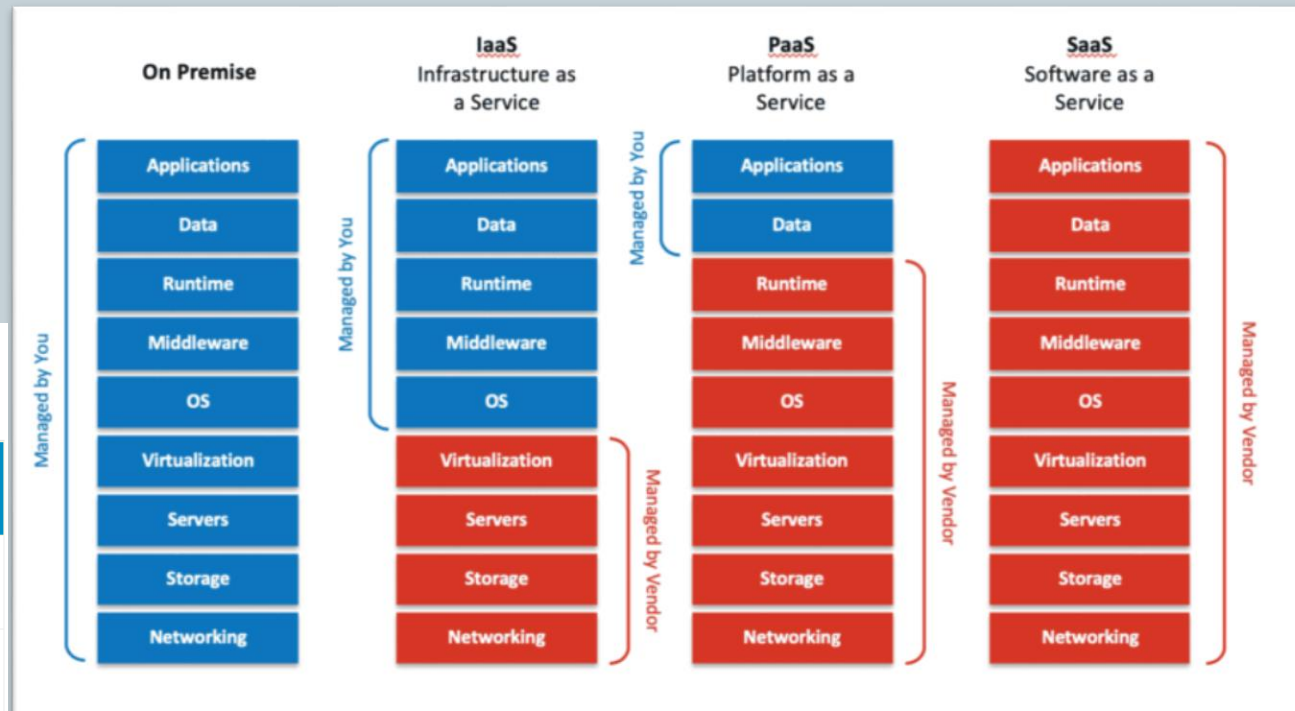 On Premise
IaaS
Infrastructure as
a Service
PaaS
Platform as a
Service
SaaS
Software as a
Service
Managed by You
Applications
Data
Runtime
Middleware
OS
Virtualization
Servers
Storage
Networking
Managed by You
Applications
Data
Runtime
Middleware
OS
Virtualization
Servers
Storage
Networking
Managed by Vendor
Managed by You
Applications
Data
Runtime
Middleware
OS
Virtualization
Servers
Storage
Networking
Managed by Vendor
Applications
Data
Runtime
Middleware
OS
Virtualization
Servers
Storage
Networking
Managed by Vendor